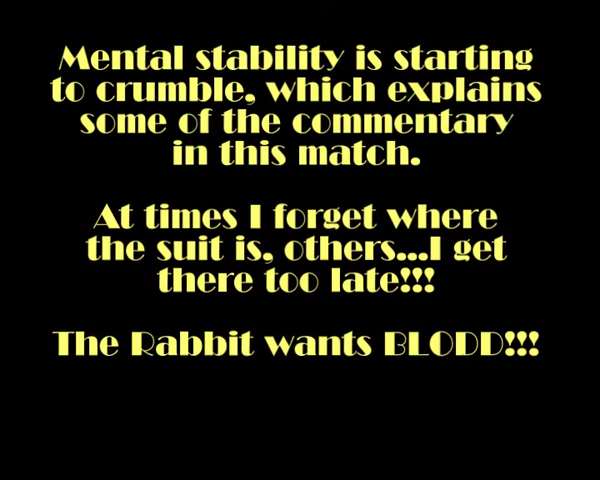 Mental stability is starting
to crumble, which explains
some of the commentary
in this match.
At times I forget where
the suit is, others...I get
there too late!!!
The Rabbit wants BLODD!!!